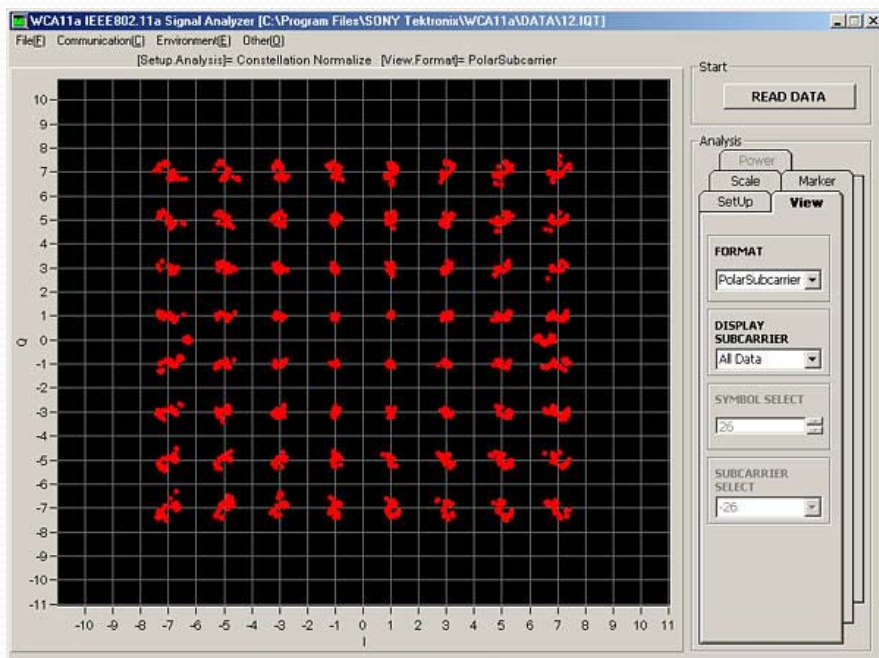 WCA11a IEEE802.11a Signal Analyzer [C:\Program Files\SONY Tektronix\WCA11a\DATA\12.IQT]
File(F) Communication(C) Environment(E) Other(O)
[Setup.Analysis]= Constellation Normalize [View.Format]= PolarSubcarrier
10
9
8
7
6
5
4
3
2
1
0
-1
-2
-3
-4
-5
-6
-7
-8
-9
-10
-11
Q
-10 -9 -8 -7 -6 -5 -4 -3 -2 -1 0 1 2 3 4 5 6 7 8 9 10 11
I
Start
READ DATA
Analysis
Power
Scale Marker
SetUp View
FORMAT
PolarSubcarrier
DISPLAY
SUBCARRIER
All Data
SYMBOL SELECT
26
SUBCARRIER
SELECT
-26